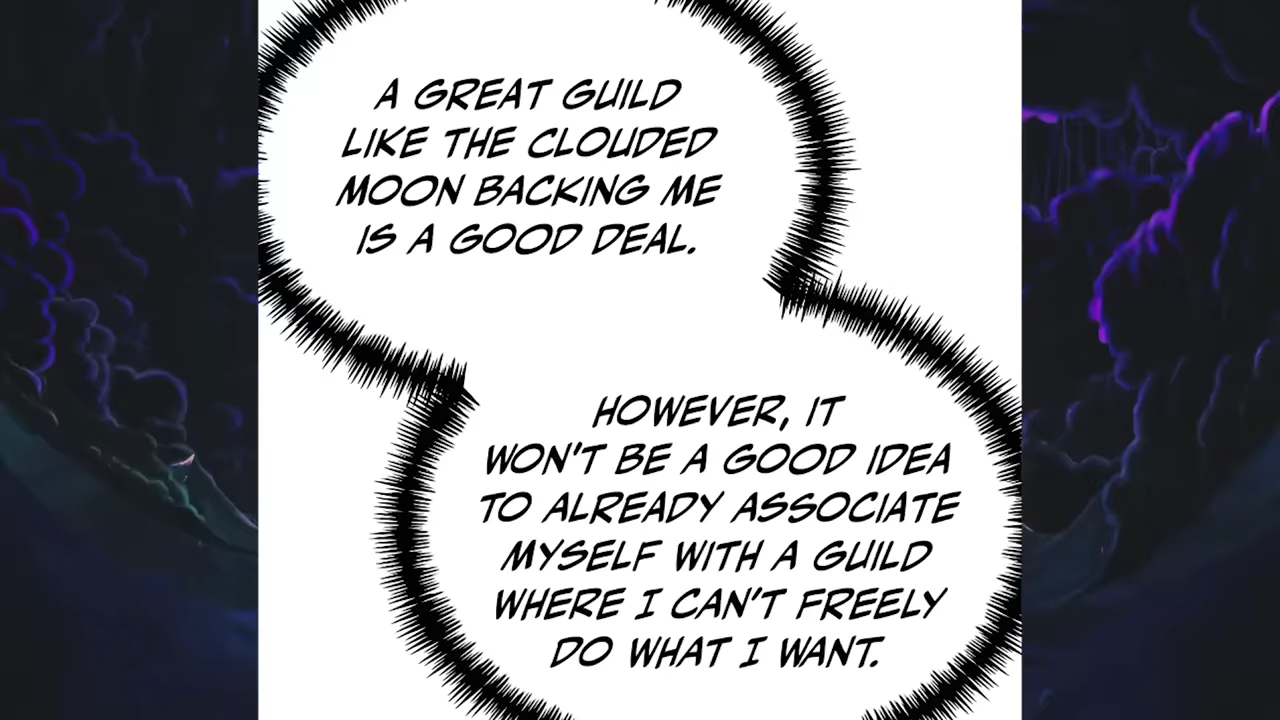 A GREAT GUILD
LIKE THE CLOUDED
MOON BACKING ME
IS A GOOD DEAL.
HOWEVER, IT
WON'T BE A GOOD IDEA
TO ALREADY ASSOCIATE
MYSELF WITH A GUILD
WHERE I CAN'T FREELY
DO WHAT I WANT.